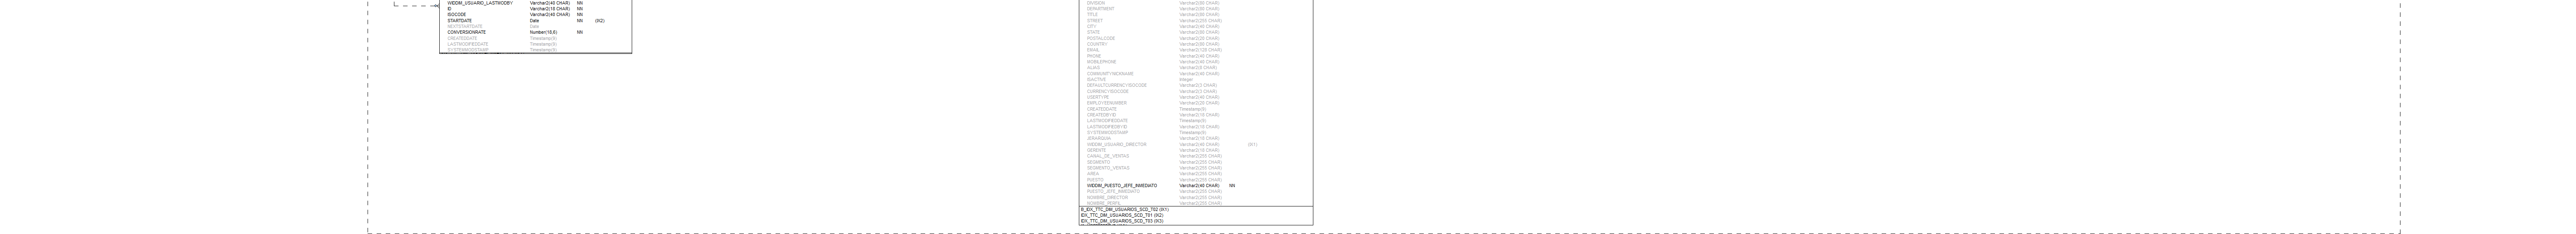 WIDDM_USUARIO_LASTMODBY Varchar2(40 CHAR) NN
ID Varchar2(18 CHAR) NN
ISOCODE Varchar2(40 CHAR) NN
STARTDATE Date NN (IX2)
NEXTSTARTDATE Date
CONVERSIONRATE Number(18,6) NN
CREATEDDATE Timestamp(6)
LASTMODIFIEDDATE Timestamp(6)
SYSTEMMODSTAMP Timestamp(6)
DIVISION Varchar2(80 CHAR)
DEPARTMENT Varchar2(80 CHAR)
TITLE Varchar2(80 CHAR)
STREET Varchar2(255 CHAR)
CITY Varchar2(40 CHAR)
STATE Varchar2(80 CHAR)
POSTALCODE Varchar2(20 CHAR)
COUNTRY Varchar2(80 CHAR)
EMAIL Varchar2(128 CHAR)
PHONE Varchar2(40 CHAR)
MOBILEPHONE Varchar2(40 CHAR)
ALIAS Varchar2(8 CHAR)
COMMUNITYNICKNAME Varchar2(40 CHAR)
ISACTIVE Integer
DEFAULTCURRENCYISOCODE Varchar2(3 CHAR)
CURRENCYISOCODE Varchar2(3 CHAR)
USERTYPE Varchar2(40 CHAR)
EMPLOYEENUMBER Varchar2(20 CHAR)
CREATEDDATE Timestamp(6)
CREATEDBYID Varchar2(18 CHAR)
LASTMODIFIEDDATE Timestamp(6)
LASTMODIFIEDBYID Varchar2(18 CHAR)
SYSTEMMODSTAMP Timestamp(6)
JERARQUIA Varchar2(18 CHAR)
WIDDM_USUARIO_DIRECTOR Varchar2(40 CHAR) (IX1)
GERENTE Varchar2(18 CHAR)
CANAL_DE_VENTAS Varchar2(255 CHAR)
SEGMENTO Varchar2(255 CHAR)
SEGMENTO_VENTAS Varchar2(255 CHAR)
AREA Varchar2(255 CHAR)
PUESTO Varchar2(255 CHAR)
WIDDM_PUESTO_JEFE_INMEDIATO Varchar2(40 CHAR) NN
PUESTO_JEFE_INMEDIATO Varchar2(255 CHAR)
NOMBRE_DIRECTOR Varchar2(255 CHAR)
NOMBRE_PERFIL Varchar2(255 CHAR)
B_IDX_TTC_DM_USUARIOS_SCD_T02 (IX1)
IDX_TTC_DM_USUARIOS_SCD_T01 (IX2)
IDX_TTC_DM_USUARIOS_SCD_T03 (IX3)